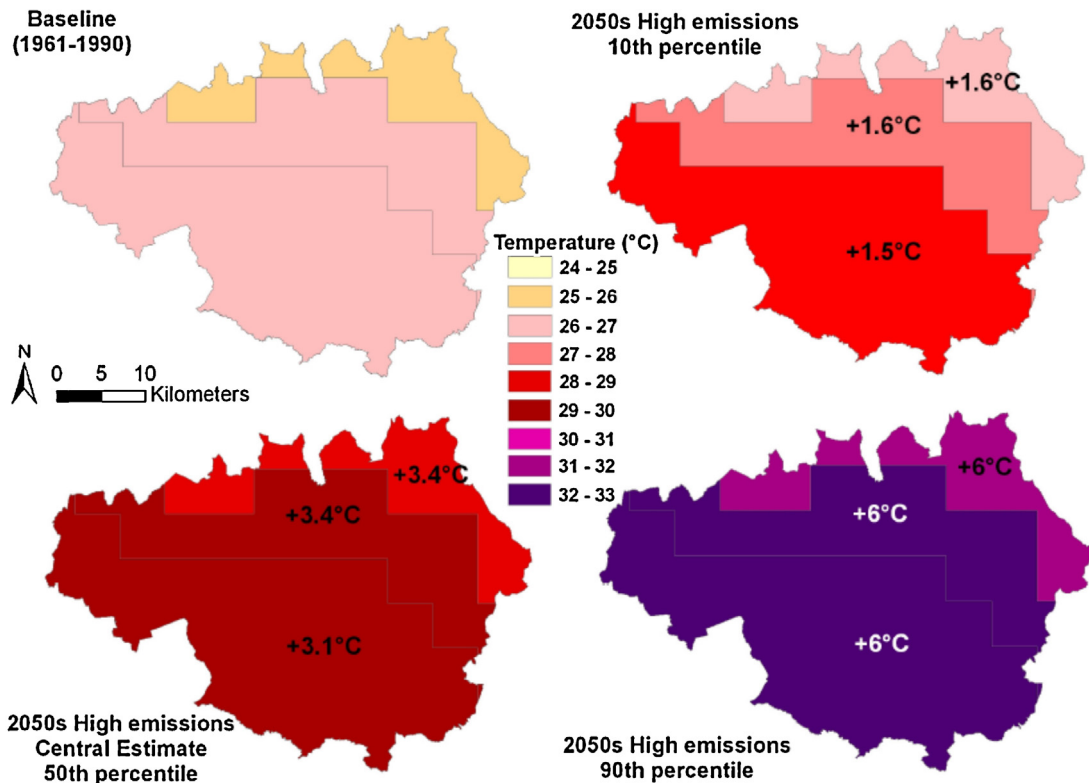 Baseline
(1961-1990)
2050s High emissions
10th percentile
+1.6°C
+1.6°C
+1.5°C
Temperature (°C)
24 - 25
25 - 26
26 - 27
27 - 28
28 - 29
29 - 30
30 - 31
31 - 32
32 - 33
N
0 5 10
Kilometers
+3.4°C
+3.4°C
+3.1°C
2050s High emissions
Central Estimate
50th percentile
+6°C
+6°C
+6°C
2050s High emissions
90th percentile